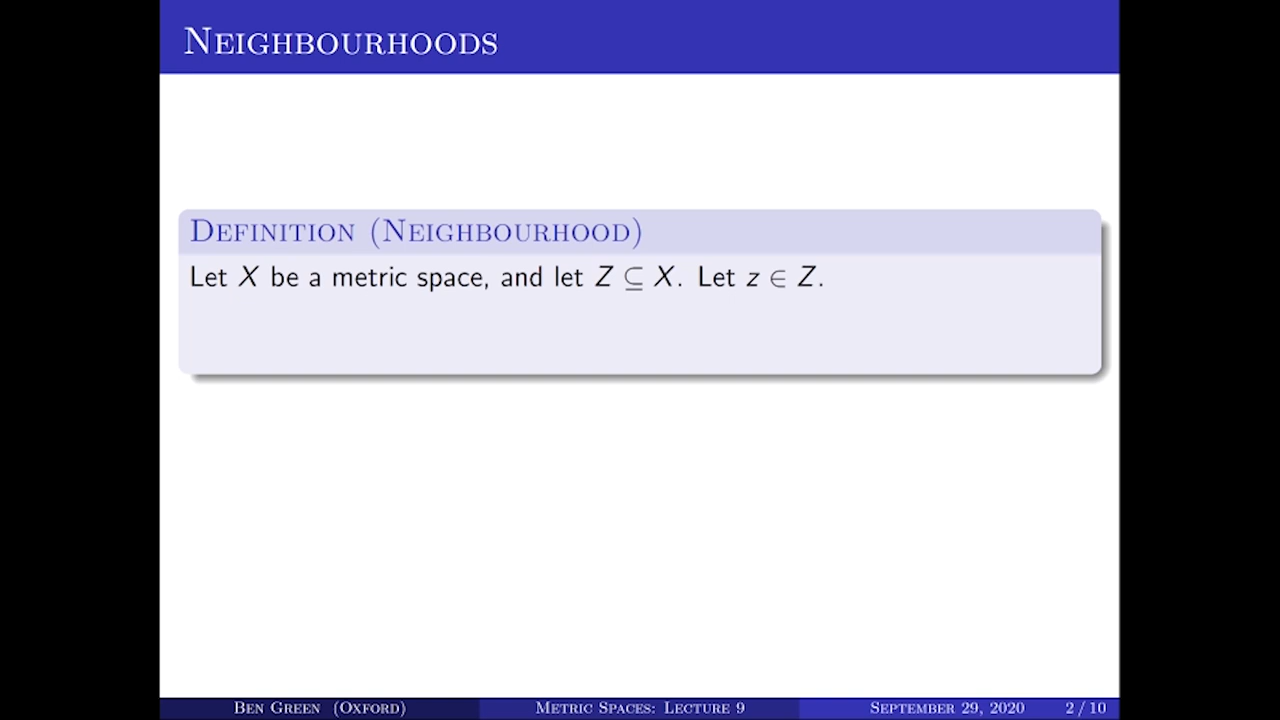 NEIGHBOURHOODS
DEFINITION (NEIGHBOURHOOD)
Let X be a metric space, and let Z ⊆ X. Let z ∈ Z.
BEN GREEN (OXFORD) METRIC SPACES: LECTURE 9 SEPTEMBER 29, 2020 2 / 10